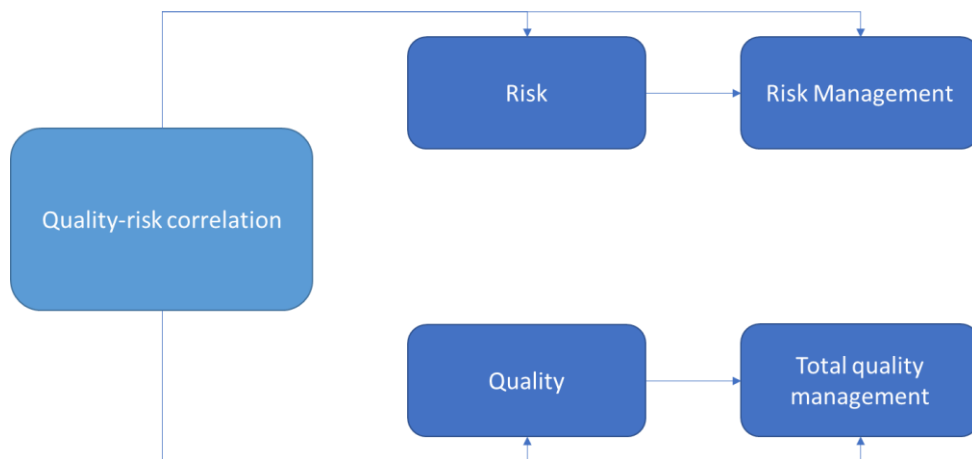 Risk
Risk Management
Quality-risk correlation
Quality
Total quality
management